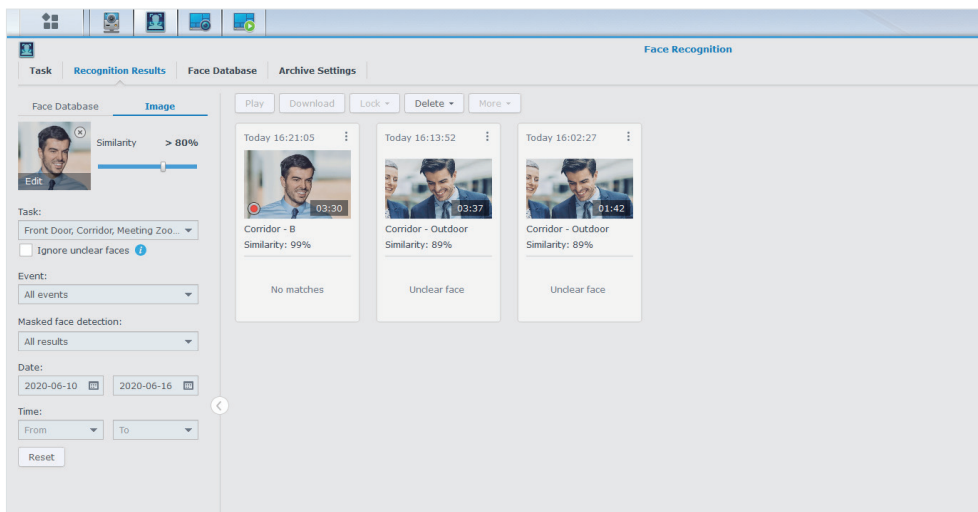 Face Recognition
Task Recognition Results Face Database Archive Settings
Face Database Image
Similarity > 80%
Edit
Task:
Front Door, Corridor, Meeting Zoo...
Ignore unclear faces i
Event:
All events
Masked face detection:
All results
Date:
2020-06-10 2020-06-16
Time:
From To
Reset
Play Download Lock Delete More
Today 16:21:05
03:30
Corridor - B
Similarity: 99%
No matches
Today 16:13:52
03:37
Corridor - Outdoor
Similarity: 89%
Unclear face
Today 16:02:27
01:42
Corridor - Outdoor
Similarity: 89%
Unclear face